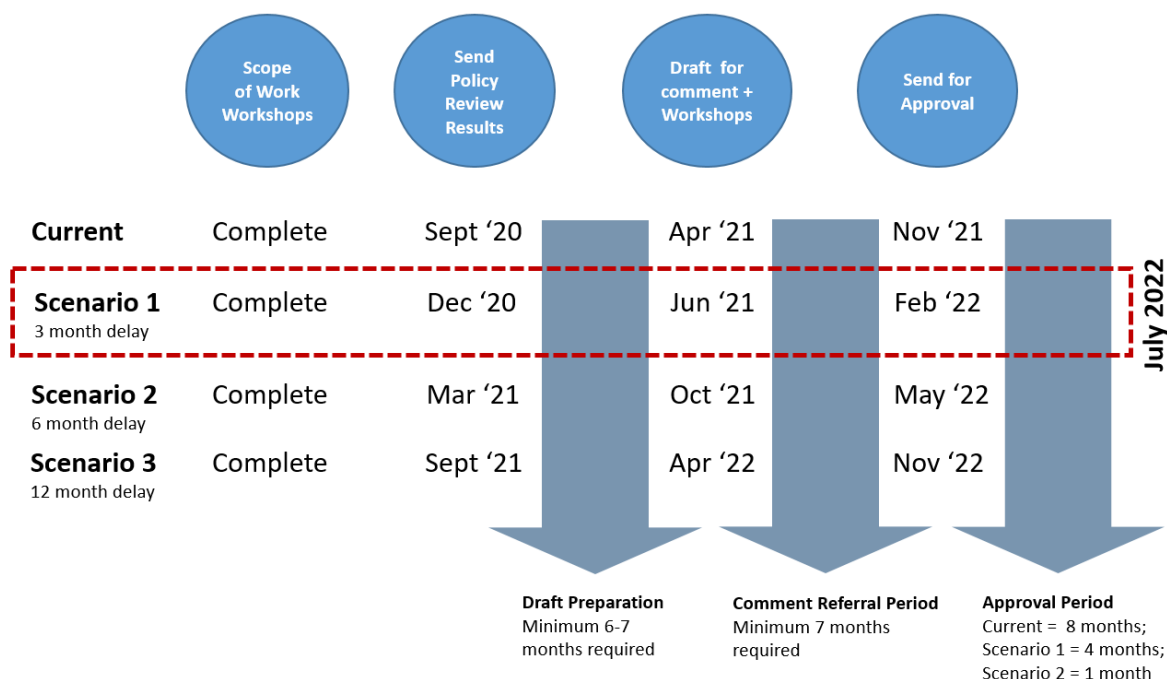 Scope
of Work
Workshops
Send
Policy
Review
Results
Draft for
comment +
Workshops
Send for
Approval
Current Complete Sept ‘20 Apr ‘21 Nov ‘21
Scenario 1 Complete Dec ‘20 Jun ‘21 Feb ‘22
3 month delay
July 2022
Scenario 2 Complete Mar ‘21 Oct ‘21 May ‘22
6 month delay
Scenario 3 Complete Sept ‘21 Apr ‘22 Nov ‘22
12 month delay
Draft Preparation
Minimum 6-7
months required
Comment Referral Period
Minimum 7 months
required
Approval Period
Current = 8 months;
Scenario 1 = 4 months;
Scenario 2 = 1 month